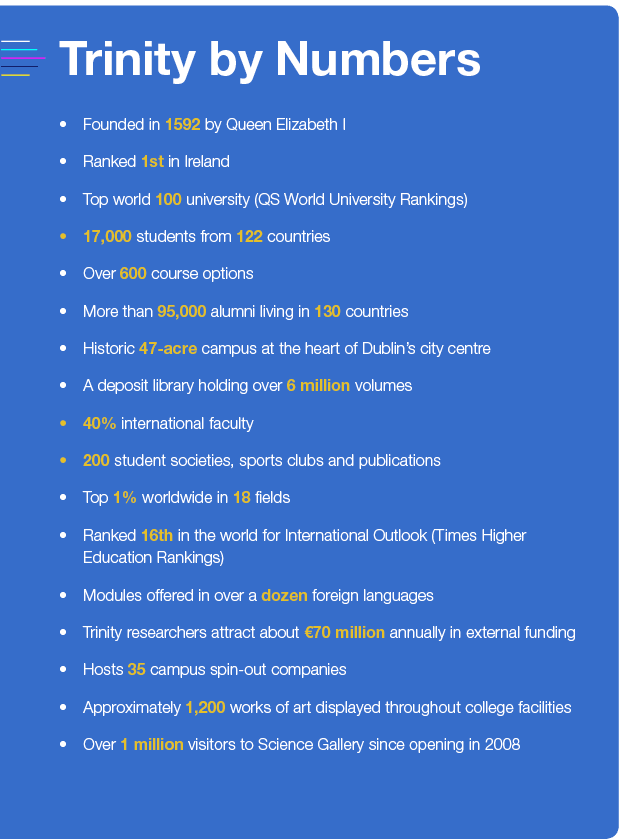 Trinity by Numbers
• Founded in 1592 by Queen Elizabeth I
• Ranked 1st in Ireland
• Top world 100 university (QS World University Rankings)
• 17,000 students from 122 countries
• Over 600 course options
• More than 95,000 alumni living in 130 countries
• Historic 47-acre campus at the heart of Dublin’s city centre
• A deposit library holding over 6 million volumes
• 40% international faculty
• 200 student societies, sports clubs and publications
• Top 1% worldwide in 18 fields
• Ranked 16th in the world for International Outlook (Times Higher
Education Rankings)
• Modules offered in over a dozen foreign languages
• Trinity researchers attract about €70 million annually in external funding
• Hosts 35 campus spin-out companies
• Approximately 1,200 works of art displayed throughout college facilities
• Over 1 million visitors to Science Gallery since opening in 2008